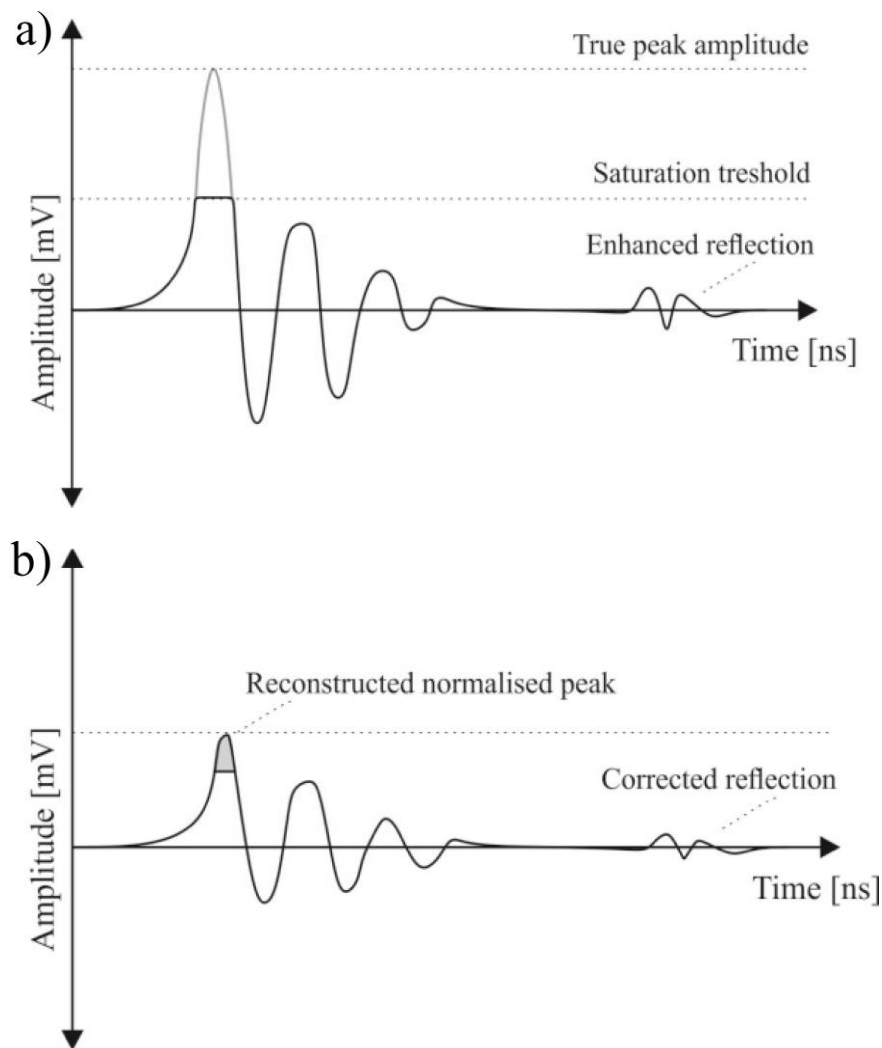 a)
True peak amplitude
Saturation treshold
Enhanced reflection
Amplitude [mV]
Time [ns]
b)
Reconstructed normalised peak
Corrected reflection
Amplitude [mV]
Time [ns]